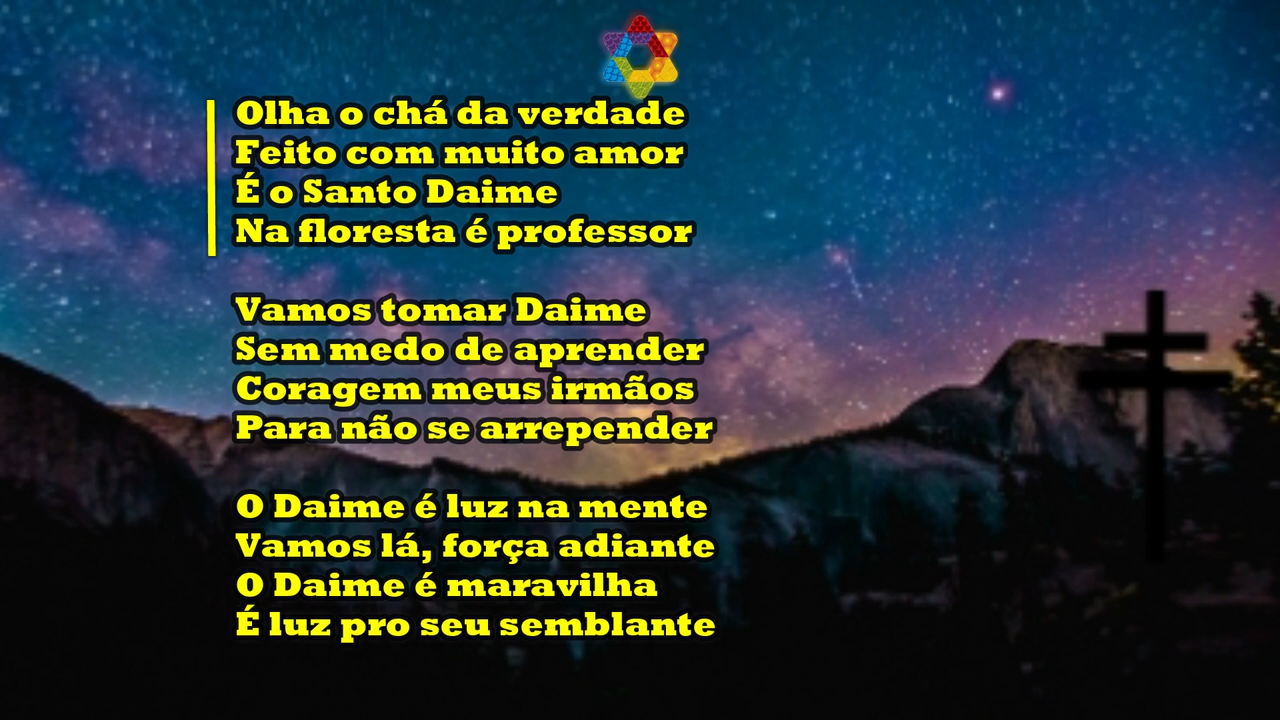 Olha o chá da verdade
Feito com muito amor
É o Santo Daime
Na floresta é professor
Vamos tomar Daime
Sem medo de aprender
Coragem meus irmãos
Para não se arrepender
O Daime é luz na mente
Vamos lá, força adiante
O Daime é maravilha
É luz pro seu semblante